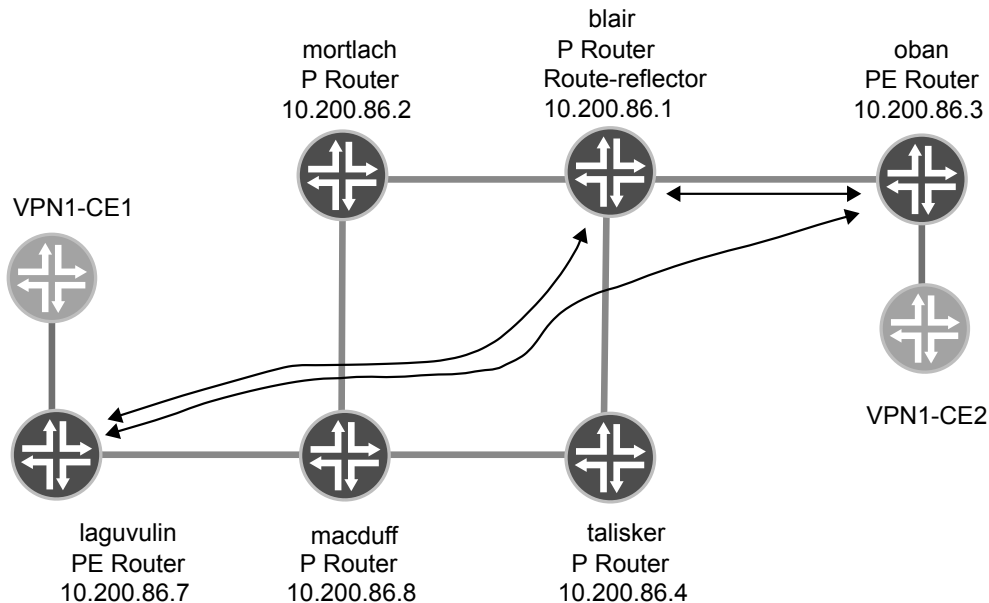 mortlach
P Router
10.200.86.2
blair
P Router
Route-reflector
10.200.86.1
oban
PE Router
10.200.86.3
VPN1-CE1
VPN1-CE2
laguvulin
PE Router
10.200.86.7
macduff
P Router
10.200.86.8
talisker
P Router
10.200.86.4